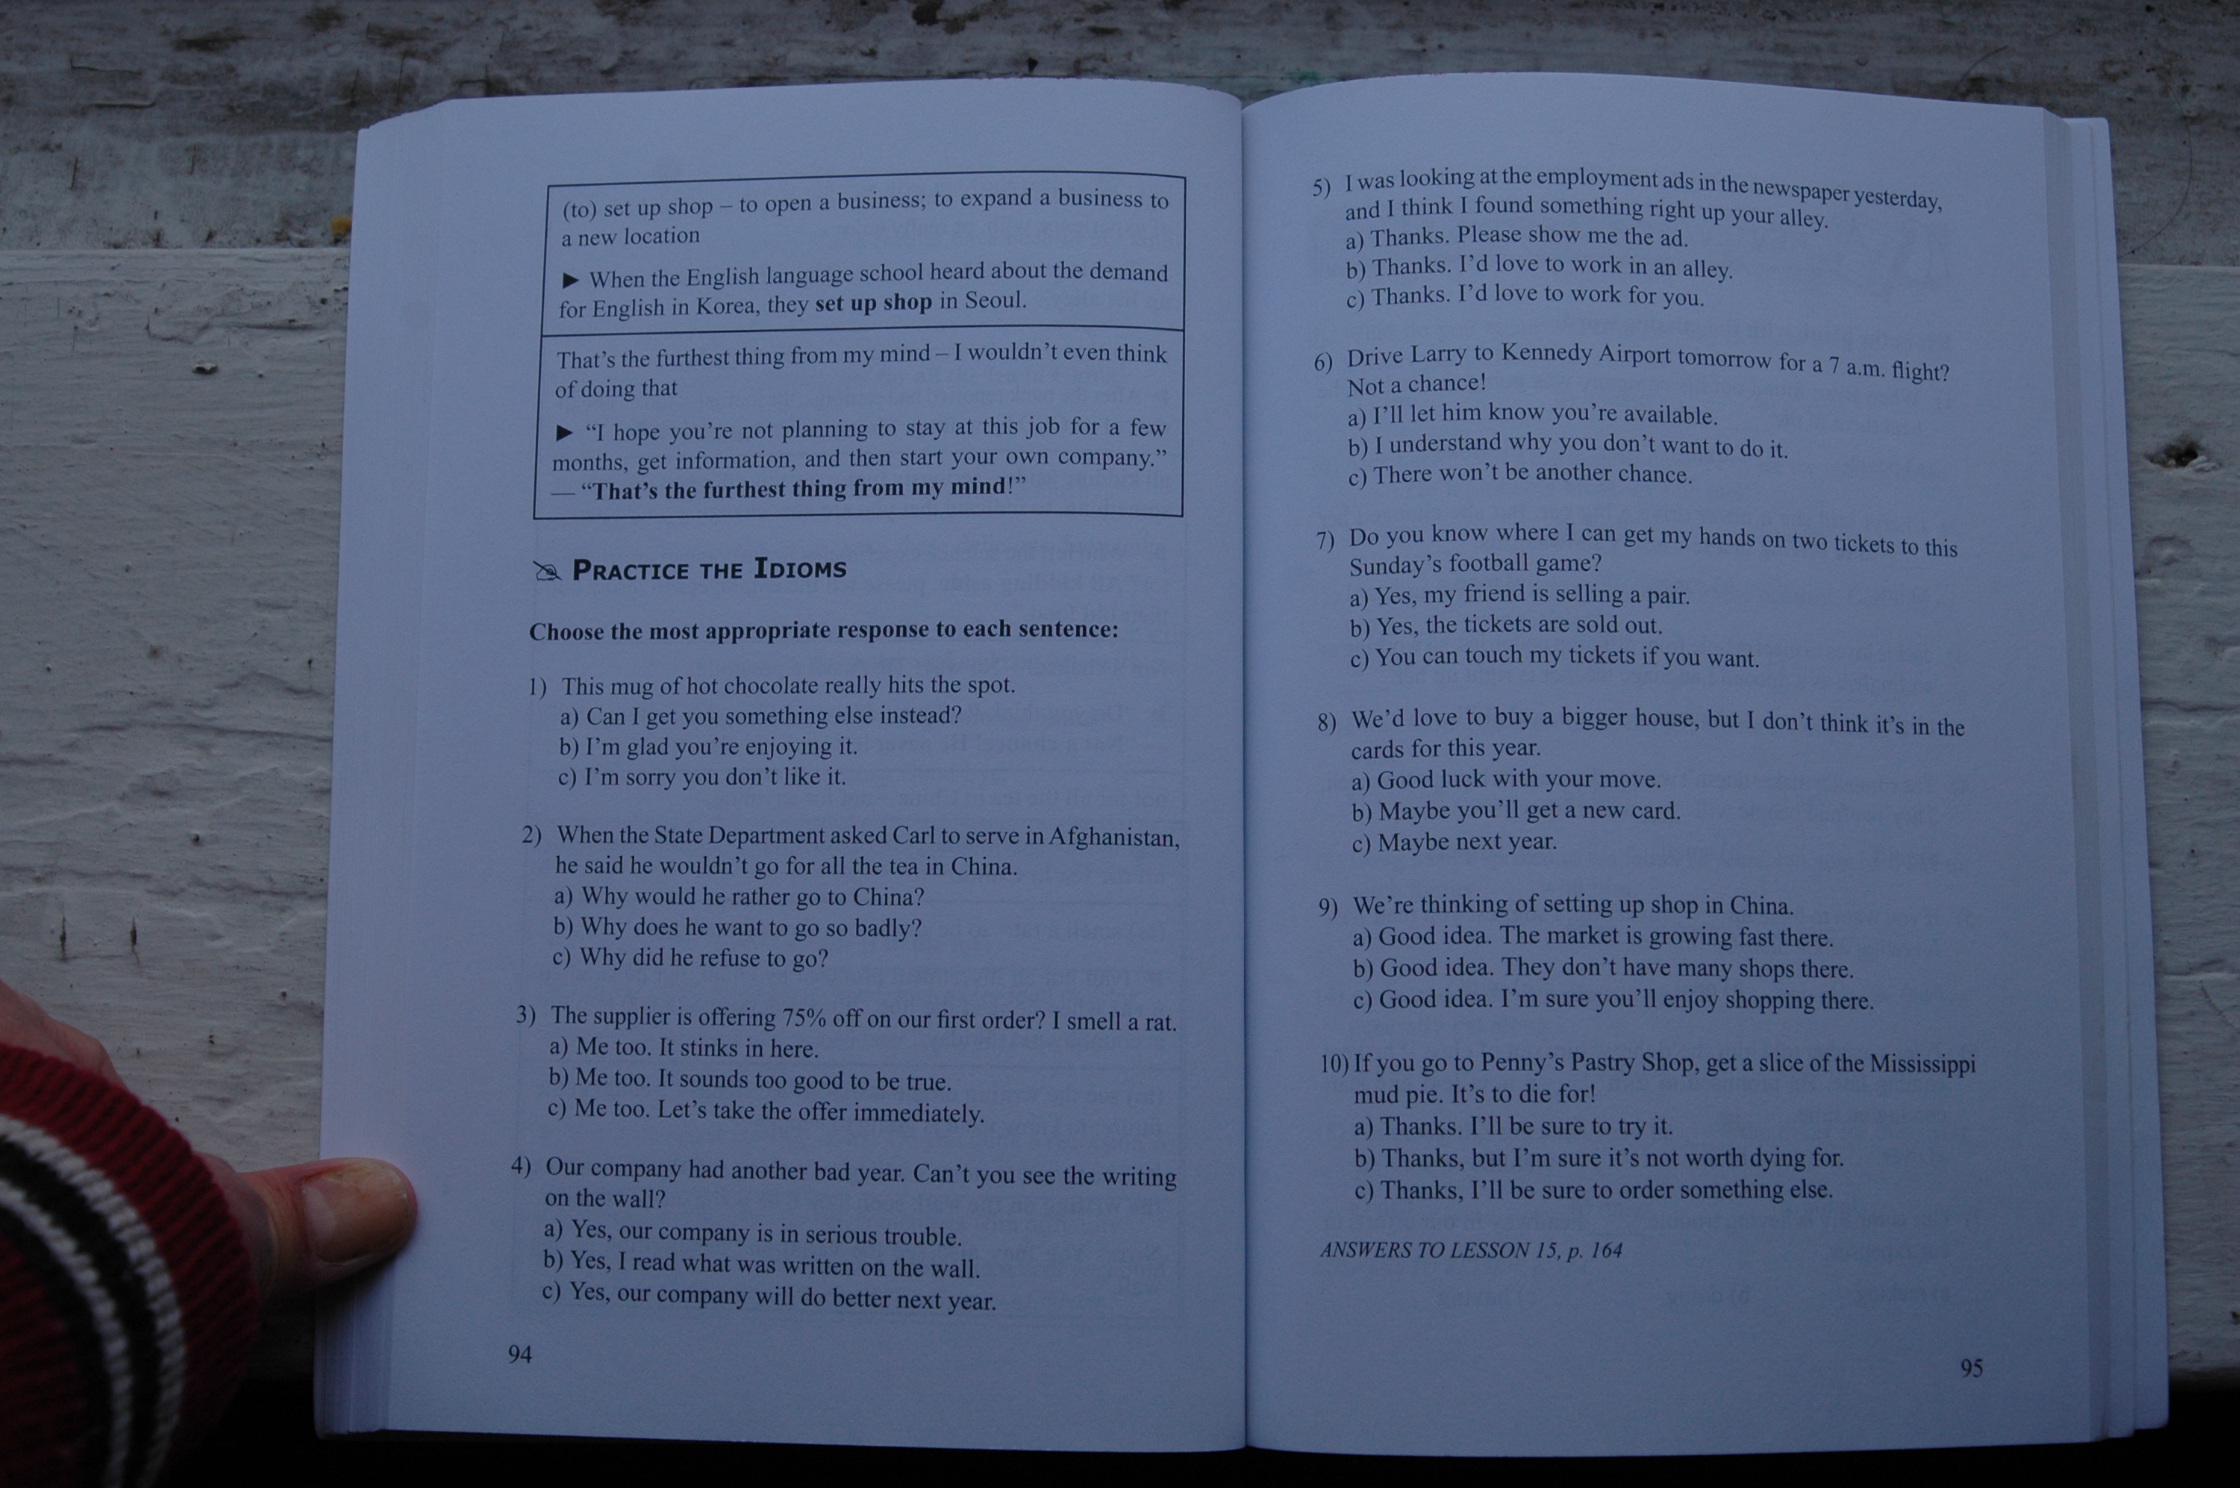 (to) set up shop – to open a business; to expand a business to
a new location
► When the English language school heard about the demand
for English in Korea, they set up shop in Seoul.
That's the furthest thing from my mind – I wouldn't even think
of doing that
► “I hope you're not planning to stay at this job for a few
months, get information, and then start your own company.”
— “That's the furthest thing from my mind!”
PRACTICE THE IDIOMS
Choose the most appropriate response to each sentence:
1) This mug of hot chocolate really hits the spot.
a) Can I get you something else instead?
b) I'm glad you're enjoying it.
c) I'm sorry you don't like it.
2) When the State Department asked Carl to serve in Afghanistan,
he said he wouldn't go for all the tea in China.
a) Why would he rather go to China?
b) Why does he want to go so badly?
c) Why did he refuse to go?
3) The supplier is offering 75% off on our first order? I smell a rat.
a) Me too. It stinks in here.
b) Me too. It sounds too good to be true.
c) Me too. Let's take the offer immediately.
4) Our company had another bad year. Can't you see the writing
on the wall?
a) Yes, our company is in serious trouble.
b) Yes, I read what was written on the wall.
c) Yes, our company will do better next year.
94
5) I was looking at the employment ads in the newspaper yesterday,
and I think I found something right up your alley.
a) Thanks. Please show me the ad.
b) Thanks. I'd love to work in an alley.
c) Thanks. I'd love to work for you.
6) Drive Larry to Kennedy Airport tomorrow for a 7 a.m. flight?
Not a chance!
a) I'll let him know you're available.
b) I understand why you don't want to do it.
c) There won't be another chance.
7) Do you know where I can get my hands on two tickets to this
Sunday's football game?
a) Yes, my friend is selling a pair.
b) Yes, the tickets are sold out.
c) You can touch my tickets if you want.
8) We'd love to buy a bigger house, but I don't think it's in the
cards for this year.
a) Good luck with your move.
b) Maybe you'll get a new card.
c) Maybe next year.
9) We're thinking of setting up shop in China.
a) Good idea. The market is growing fast there.
b) Good idea. They don't have many shops there.
c) Good idea. I'm sure you'll enjoy shopping there.
10) If you go to Penny's Pastry Shop, get a slice of the Mississippi
mud pie. It's to die for!
a) Thanks. I'll be sure to try it.
b) Thanks, but I'm sure it's not worth dying for.
c) Thanks, I'll be sure to order something else.
ANSWERS TO LESSON 15, p. 164
95